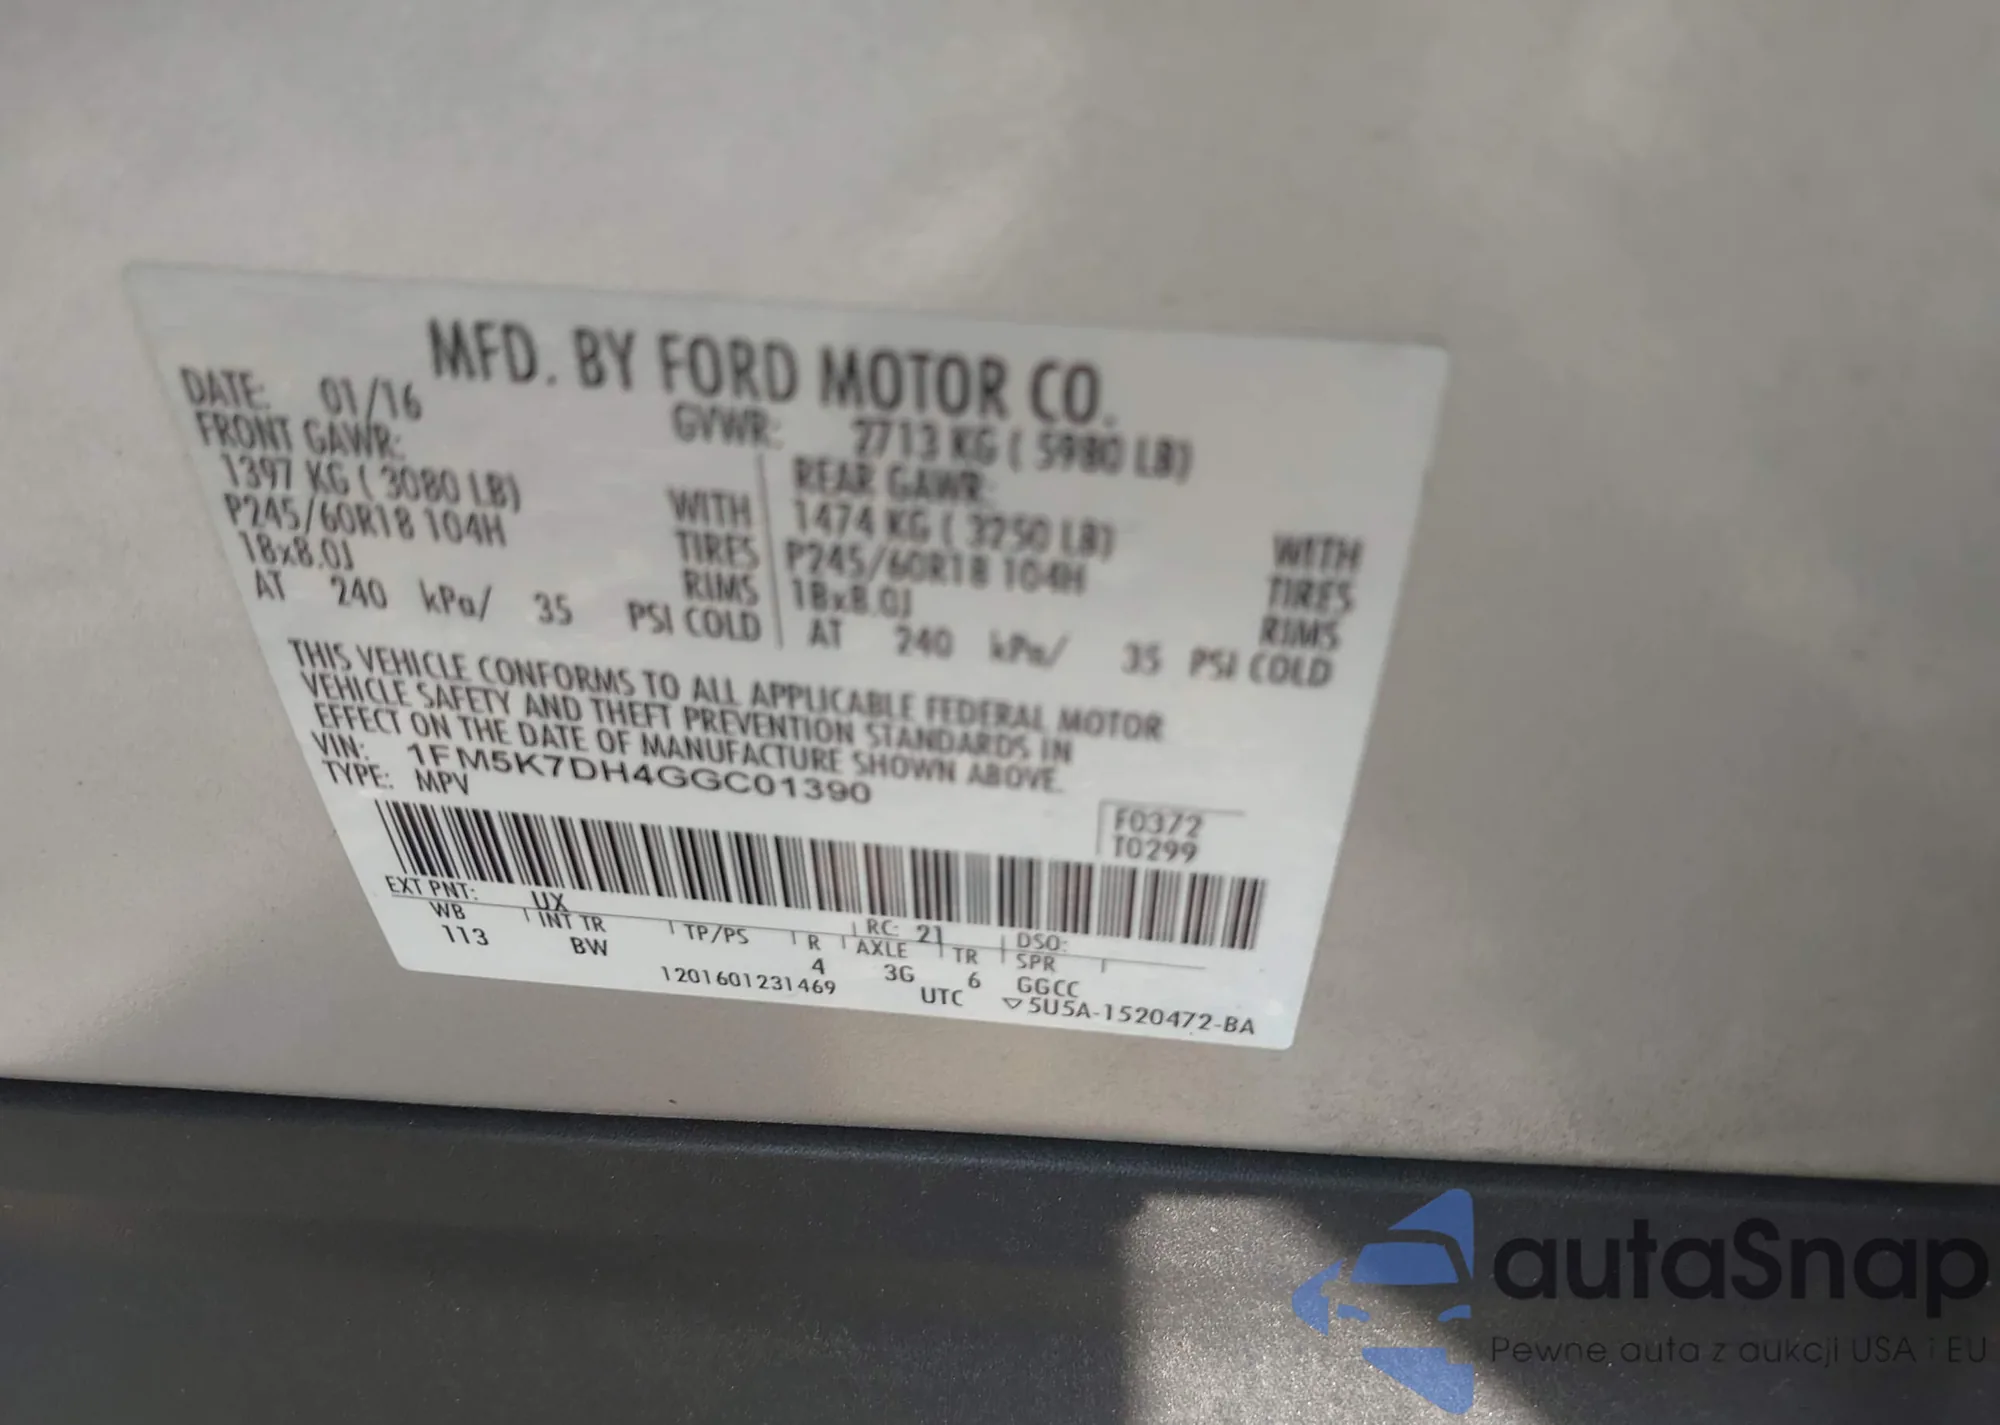 MFD. BY FORD MOTOR CO.
DATE: 01/16 GVWR: 2713 KG ( 5980 LB)
FRONT GAWR: REAR GAWR:
1397 KG ( 3080 LB) WITH 1474 KG ( 3250 LB) WITH
P245/60R18 104H TIRES P245/60R18 104H TIRES
18x8.0J RIMS 18x8.0J RIMS
AT 240 kPa/ 35 PSI COLD AT 240 kPa/ 35 PSI COLD
THIS VEHICLE CONFORMS TO ALL APPLICABLE FEDERAL MOTOR
VEHICLE SAFETY AND THEFT PREVENTION STANDARDS IN
EFFECT ON THE DATE OF MANUFACTURE SHOWN ABOVE.
VIN: 1FM5K7DH4GGC01390
TYPE: MPV
F0372
T0299
EXT PNT: UX RC: 21 DSO:
WB INT TR TP/PS R AXLE TR SPR
113 BW 4 3G 6 GGCC
1201601231469 UTC ▽5U5A-1520472-BA
autaSnap
Pewne auta z aukcji USA i EU